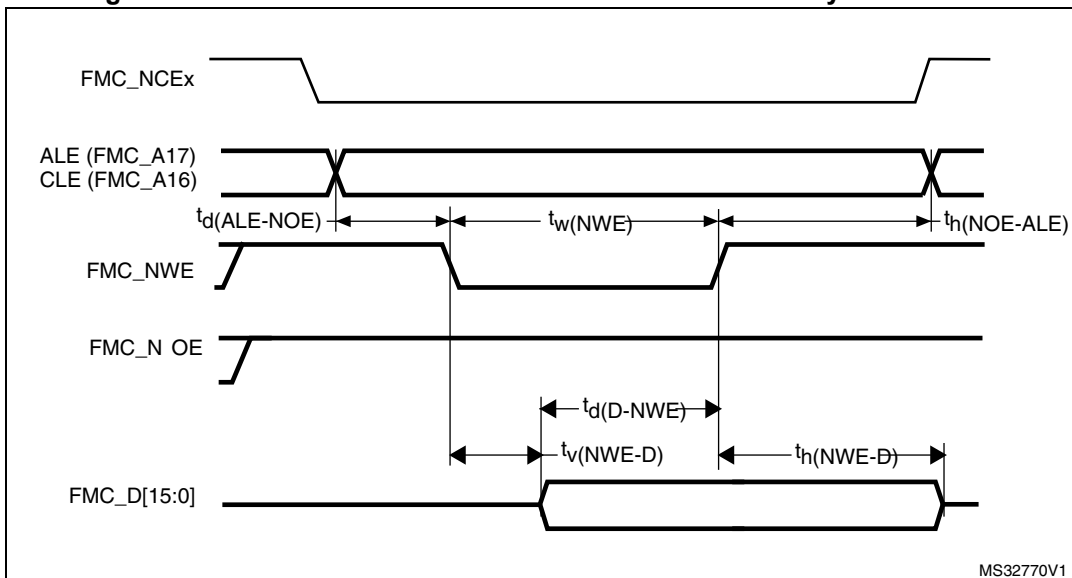 FMC_NCEx
ALE (FMC_A17)
CLE (FMC_A16)
td(ALE-NOE)
tw(NWE)
th(NOE-ALE)
FMC_NWE
FMC_N OE
td(D-NWE)
tv(NWE-D)
th(NWE-D)
FMC_D[15:0]
MS32770V1